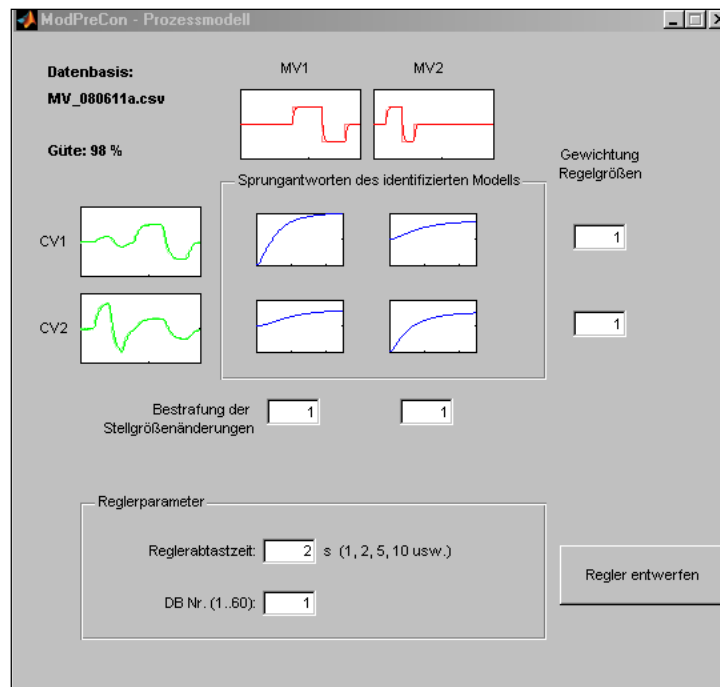 ModPreCon - Prozessmodell
Datenbasis:
MV_080611a.csv
Güte: 98 %
MV1
MV2
Gewichtung
Regelgrößen
Sprungantworten des identifizierten Modells
CV1
1
CV2
1
Bestrafung der
Stellgrößenänderungen
1
1
Reglerparameter
Reglerabtastzeit: 2 s (1, 2, 5, 10 usw.)
DB Nr. (1..60): 1
Regler entwerfen